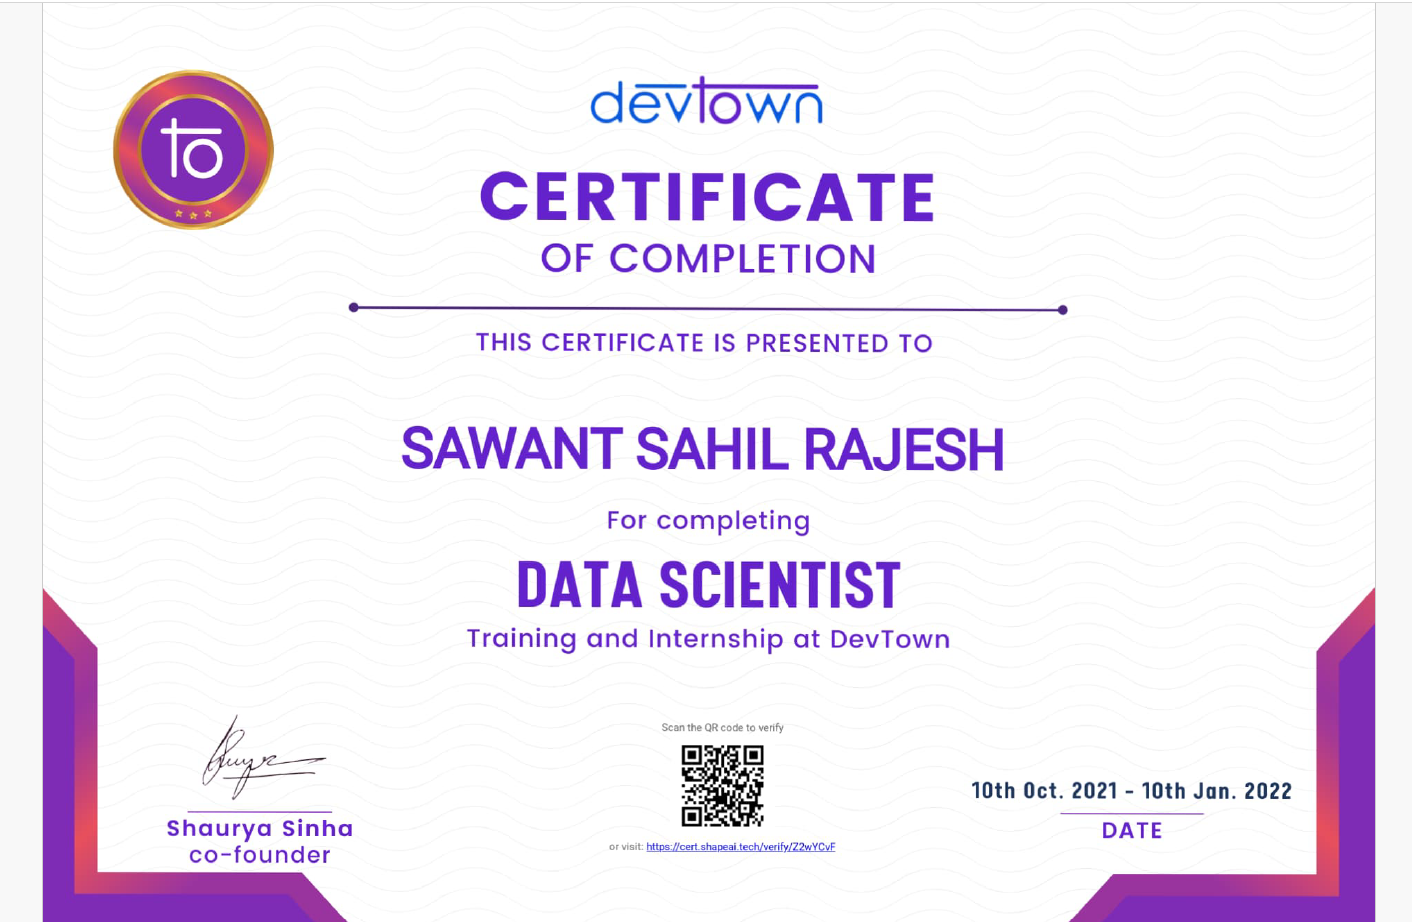 to
devtown
CERTIFICATE
OF COMPLETION
THIS CERTIFICATE IS PRESENTED TO
SAWANT SAHIL RAJESH
For completing
DATA SCIENTIST
Training and Internship at DevTown
Scan the QR code to verify
10th Oct. 2021 - 10th Jan. 2022
Shaurya Sinha
DATE
co-founder
or visit: https://cert.shapeai.tech/verify/Z2wYCvF